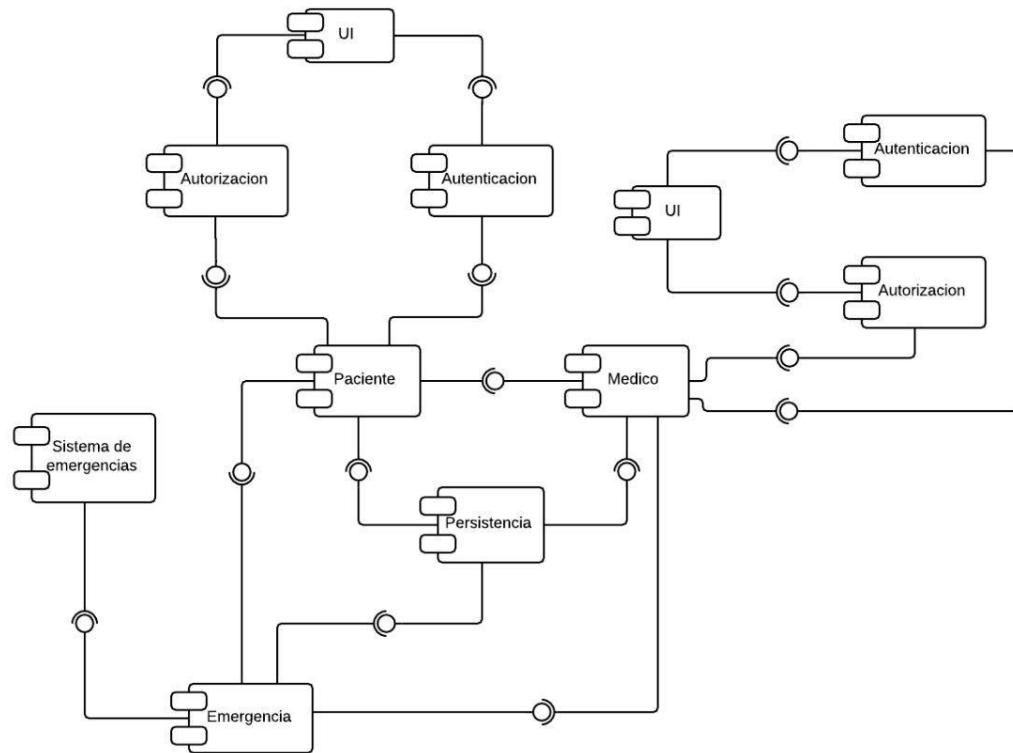 UI
Autorizacion
Autenticacion
Autenticacion
UI
Autorizacion
Paciente
Medico
Sistema de
emergencias
Persistencia
Emergencia